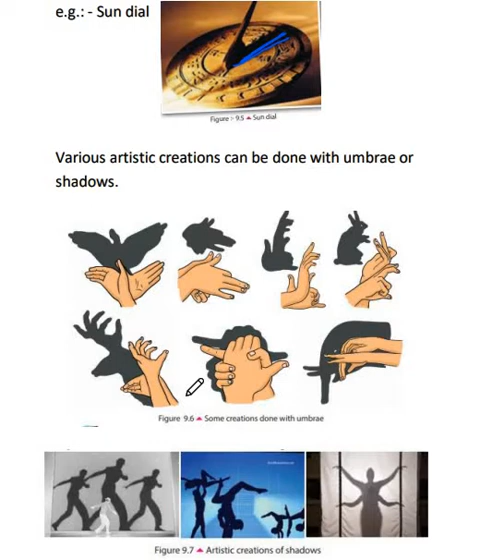 e.g.: - Sun dial
Figure :- 9.5 ▲ Sun dial
Various artistic creations can be done with umbrae or
shadows.
Figure 9.6 ▲ Some creations done with umbrae
Figure 9.7 ▲ Artistic creations of shadows